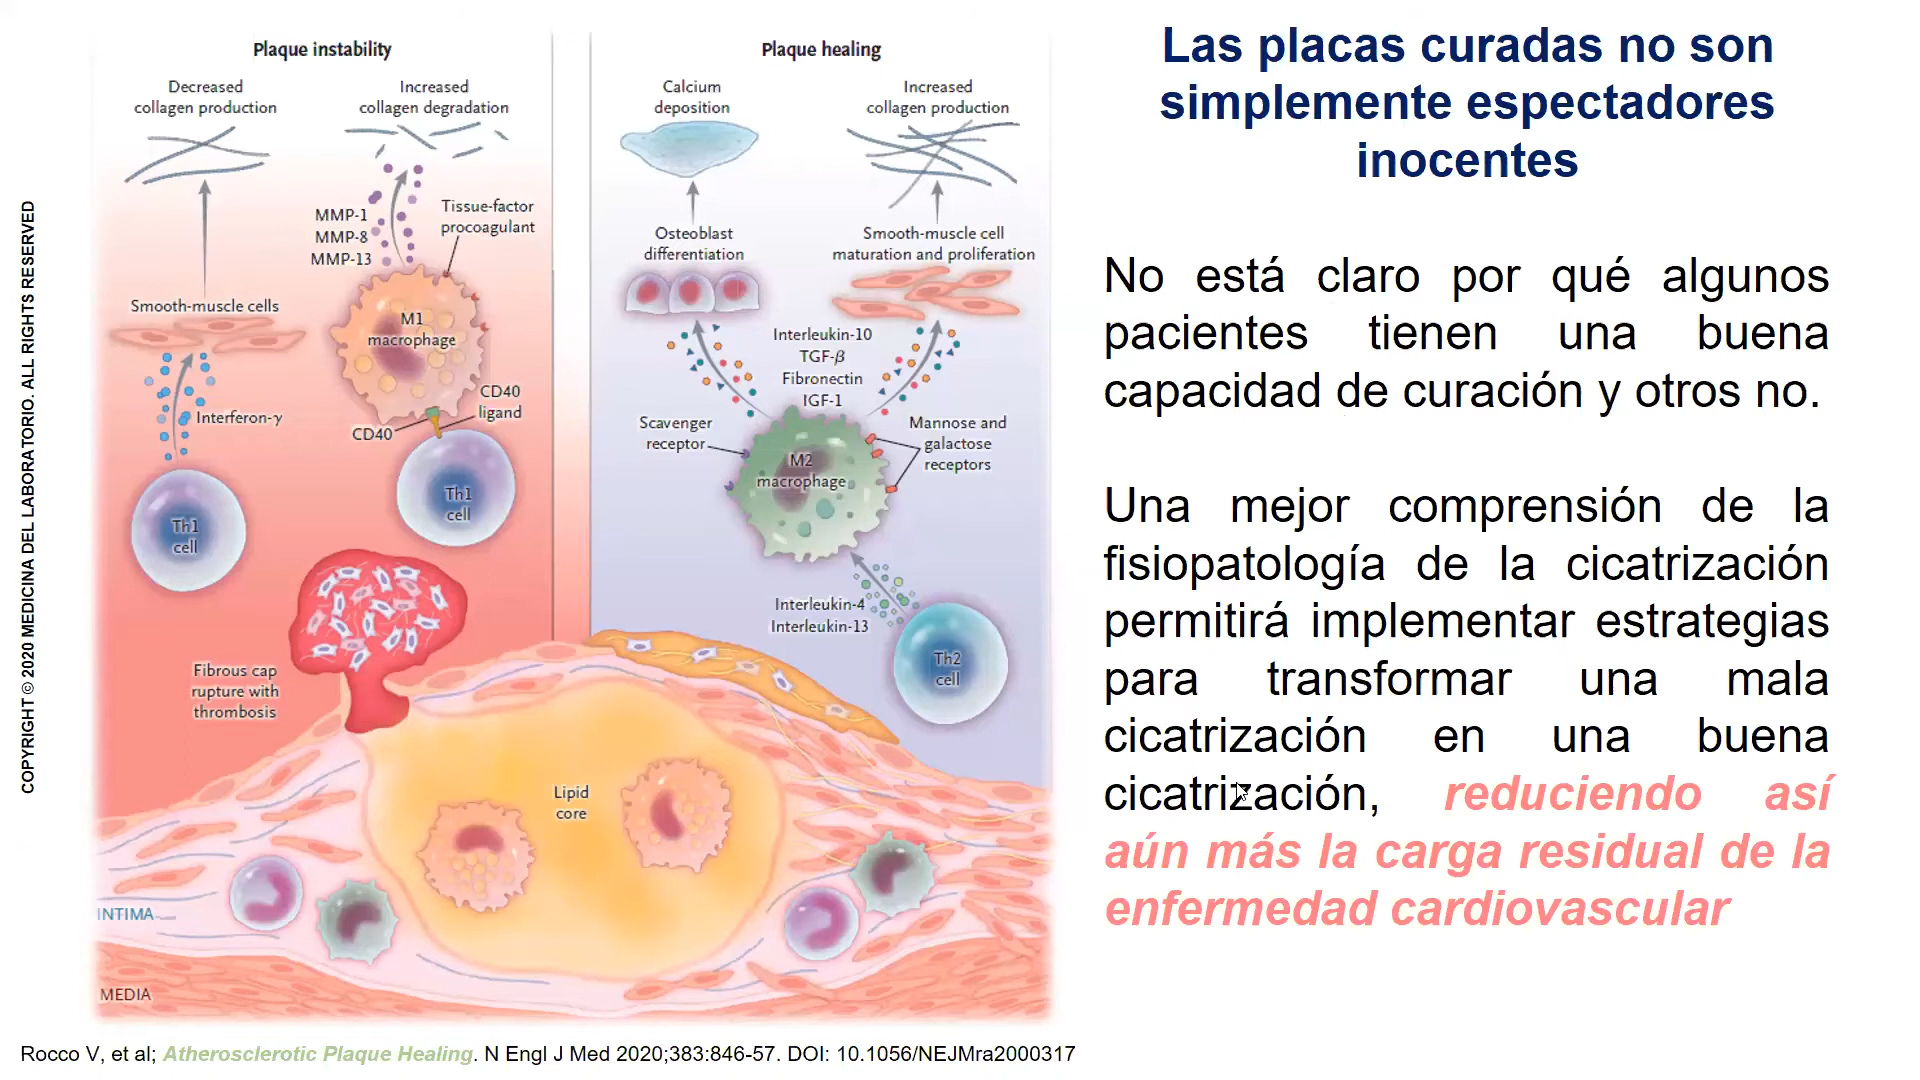 COPYRIGHT © 2020 MEDICINA DEL LABORATORIO. ALL RIGHTS RESERVED
Plaque instability
Decreased
collagen production
Increased
collagen degradation
MMP-1
MMP-8
MMP-13
Tissue-factor
procoagulant
Smooth-muscle cells
M1
macrophage
Interferon-γ
CD40
ligand
CD40
Th1
cell
Th1
cell
Fibrous cap
rupture with
thrombosis
Plaque healing
Calcium
deposition
Increased
collagen production
Osteoblast
differentiation
Smooth-muscle cell
maturation and proliferation
Interleukin-10
TGF-β
Fibronectin
IGF-1
Scavenger
receptor
Mannose and
galactose
receptors
M2
macrophage
Interleukin-4
Interleukin-13
Th2
cell
Lipid
core
INTIMA
MEDIA
Las placas curadas no son
simplemente espectadores
inocentes
No está claro por qué algunos
pacientes tienen una buena
capacidad de curación y otros no.
Una mejor comprensión de la
fisiopatología de la cicatrización
permitirá implementar estrategias
para transformar una mala
cicatrización en una buena
cicatrización, reduciendo así
aún más la carga residual de la
enfermedad cardiovascular
Rocco V, et al; Atherosclerotic Plaque Healing. N Engl J Med 2020;383:846-57. DOI: 10.1056/NEJMra2000317